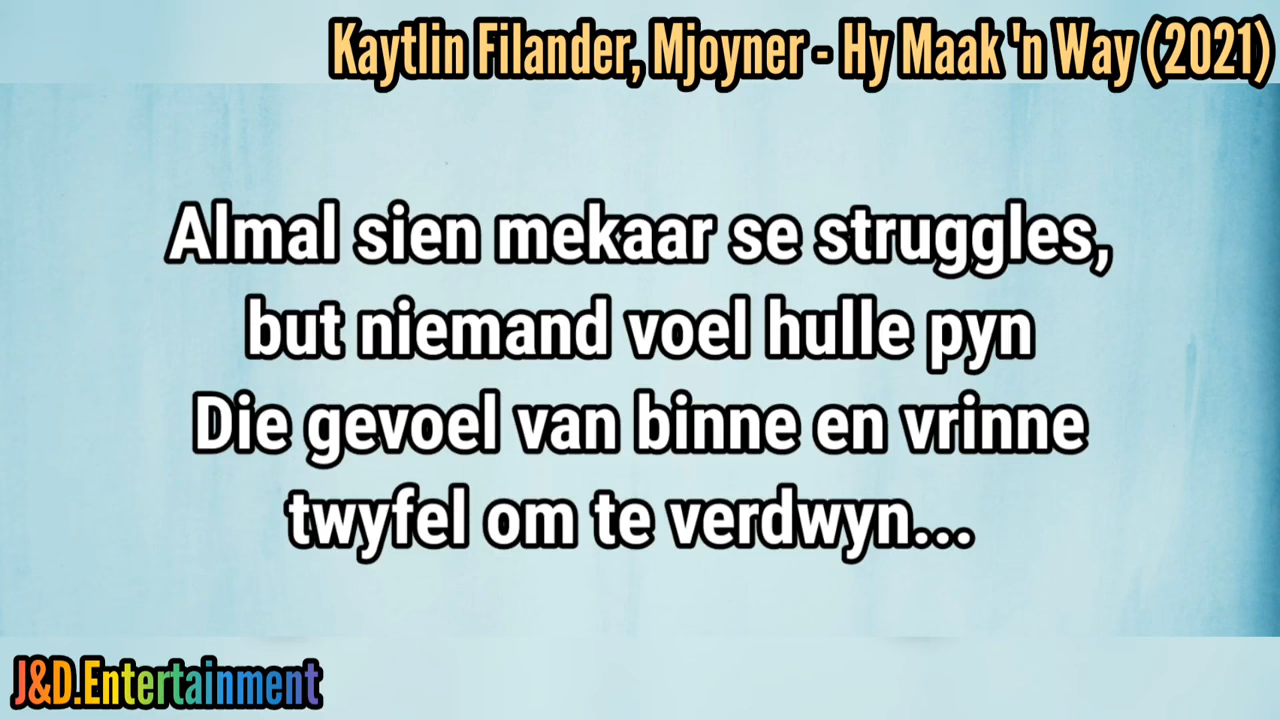 Kaytlin Filander, Mjoyner - Hy Maak 'n Way (2021)
Almal sien mekaar se struggles,
but niemand voel hulle pyn
Die gevoel van binne en vrinne
twyfel om te verdwyn...
J&D.Entertainment